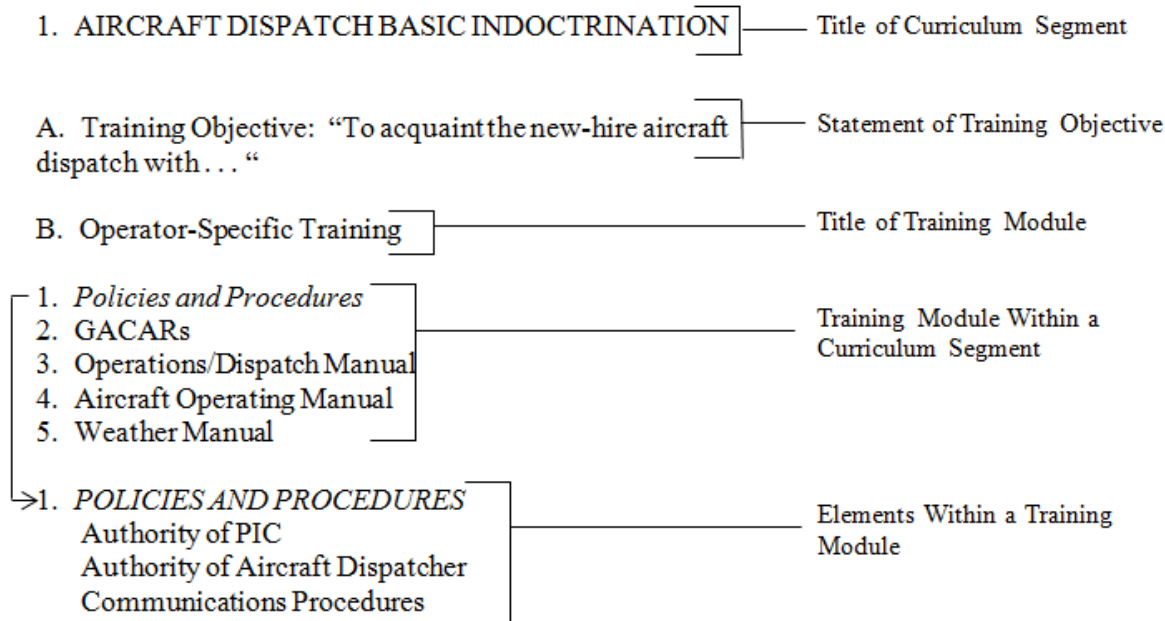 1. AIRCRAFT DISPATCH BASIC INDOCTRINATION
Title of Curriculum Segment
A. Training Objective: “To acquaint the new-hire aircraft
dispatch with . . . “
Statement of Training Objective
B. Operator-Specific Training
Title of Training Module
1. Policies and Procedures
2. GACARs
3. Operations/Dispatch Manual
4. Aircraft Operating Manual
5. Weather Manual
Training Module Within a
Curriculum Segment
1. POLICIES AND PROCEDURES
Authority of PIC
Authority of Aircraft Dispatcher
Communications Procedures
Elements Within a Training
Module